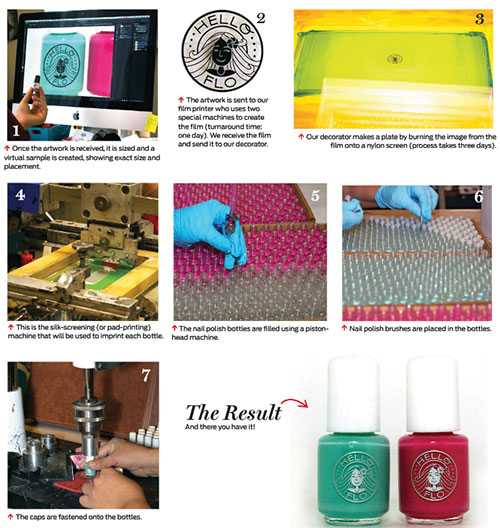 HELLO
FLO
1
↑ Once the artwork is received, it is sized and a
virtual sample is created, showing exact size and
placement.
2
HELLO
FLO
↑ The artwork is sent to our
film printer who uses two
special machines to create
the film (turnaround time:
one day). We receive the film
and send it to our decorator.
3
↑ Our decorator makes a plate by burning the image from the
film onto a nylon screen (process takes three days).
4
↑ This is the silk-screening (or pad-printing)
machine that will be used to imprint each bottle.
5
↑ The nail polish bottles are filled using a piston-
head machine.
6
↑ Nail polish brushes are placed in the bottles.
7
↑ The caps are fastened onto the bottles.
The Result
And there you have it!
HELLO
FLO
HELLO
FLO